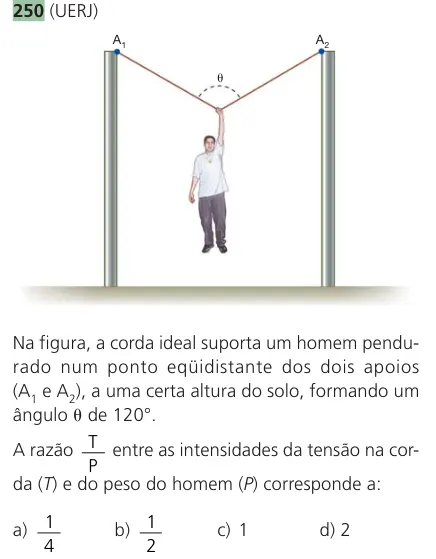 250 (UERJ)
A1 A2
θ
Na figura, a corda ideal suporta um homem pendu-
rado num ponto eqüidistante dos dois apoios
(A1 e A2), a uma certa altura do solo, formando um
ângulo θ de 120°.
A razão T/P entre as intensidades da tensão na cor-
da (T) e do peso do homem (P) corresponde a:
a) 1/4 b) 1/2 c) 1 d) 2